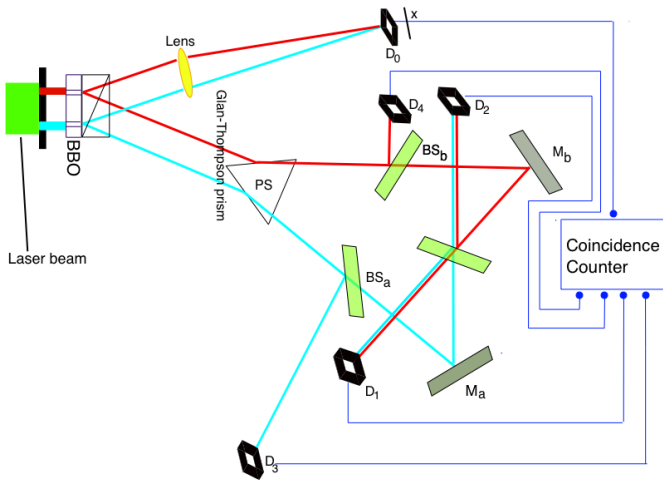 x
Lens
D0
D4
D2
BSb
Mb
Glan-Thompson prism
PS
BBO
Laser beam
BSa
Coincidence
Counter
D1
Ma
D3